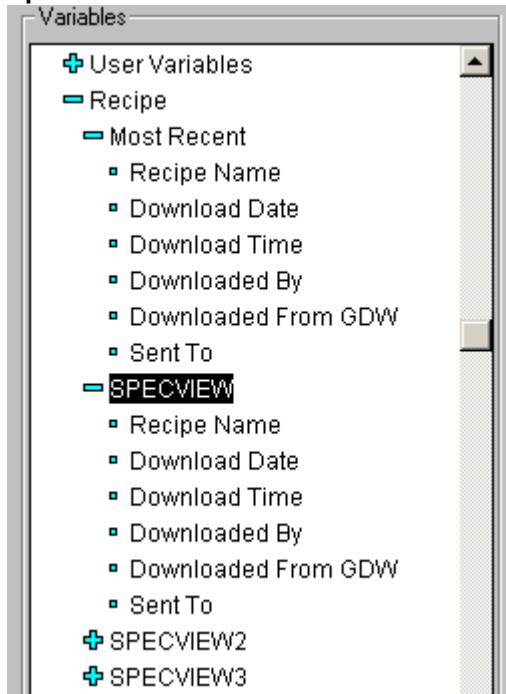 Variables
User Variables
Recipe
Most Recent
Recipe Name
Download Date
Download Time
Downloaded By
Downloaded From GDW
Sent To
SPECVIEW
Recipe Name
Download Date
Download Time
Downloaded By
Downloaded From GDW
Sent To
SPECVIEW2
SPECVIEW3